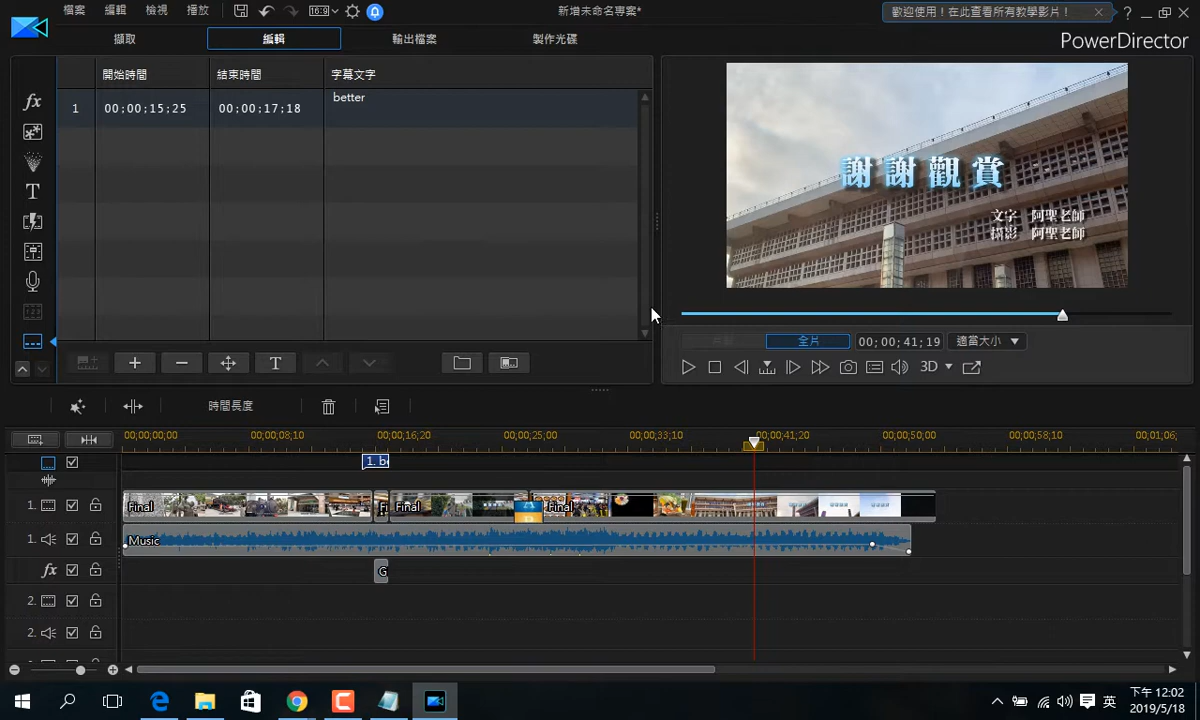 檔案 編輯 檢視 播放 16:9 新增未命名專案* 歡迎使用！在此查看所有教學影片！ ?
PowerDirector
擷取 編輯 輸出檔案 製作光碟
開始時間 結束時間 字幕文字
1 00;00;15;25 00;00;17;18 better
fx
T
謝謝觀賞
文字 阿聖老師
攝影 阿聖老師
片段 全片 00;00;41;19 適當大小
T
3D
時間長度
00;00;00;00 00;00;08;10 00;00;16;20 00;00;25;00 00;00;33;10 00;00;41;20 00;00;50;00 00;00;58;10 00;01;06;
1. be
1. Final Fi Final Final
1. Music
fx G
2.
2.
英 下午 12:02
2019/5/18